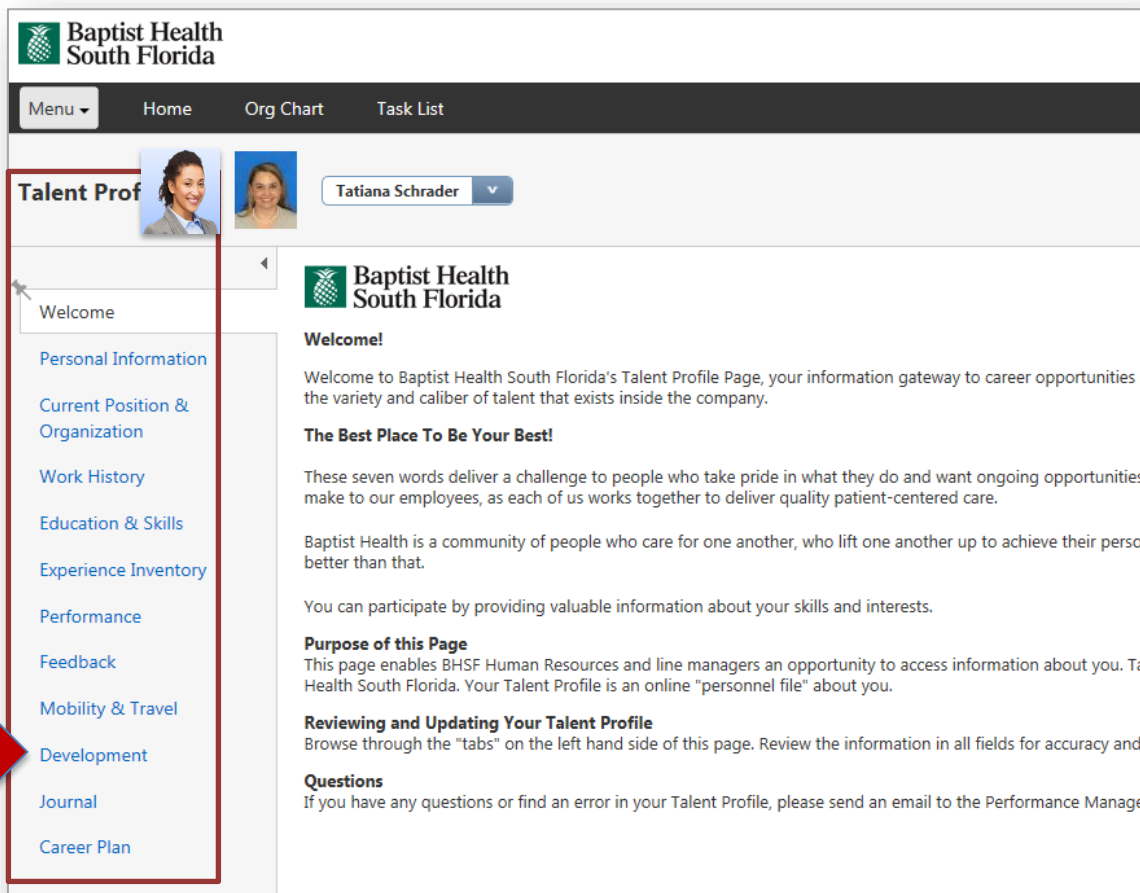 Baptist Health
South Florida
Menu
Home
Org Chart
Task List
Talent Prof
Tatiana Schrader
Welcome
Personal Information
Current Position &
Organization
Work History
Education & Skills
Experience Inventory
Performance
Feedback
Mobility & Travel
Development
Journal
Career Plan
Baptist Health
South Florida
Welcome!
Welcome to Baptist Health South Florida's Talent Profile Page, your information gateway to career opportunities
the variety and caliber of talent that exists inside the company.
The Best Place To Be Your Best!
These seven words deliver a challenge to people who take pride in what they do and want ongoing opportunities
make to our employees, as each of us works together to deliver quality patient-centered care.
Baptist Health is a community of people who care for one another, who lift one another up to achieve their perso
better than that.
You can participate by providing valuable information about your skills and interests.
Purpose of this Page
This page enables BHSF Human Resources and line managers an opportunity to access information about you. Ta
Health South Florida. Your Talent Profile is an online "personnel file" about you.
Reviewing and Updating Your Talent Profile
Browse through the "tabs" on the left hand side of this page. Review the information in all fields for accuracy and
Questions
If you have any questions or find an error in your Talent Profile, please send an email to the Performance Manage